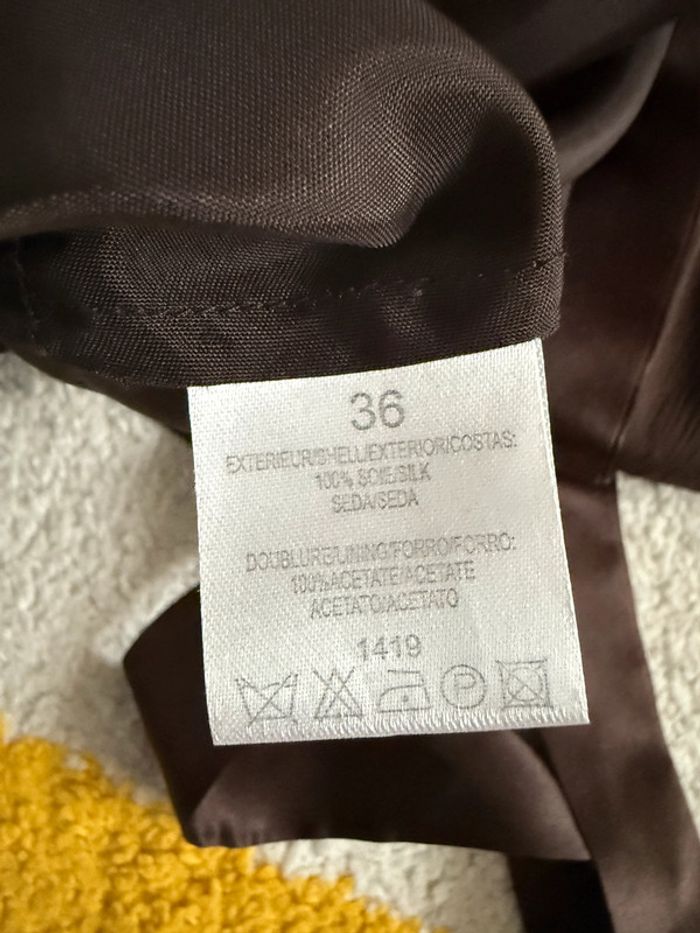 36
EXTERIEUR/SHELL/EXTERIOR/COSTAS:
100% SOIE/SILK
SEDA/SEDA
DOUBLURE/LINING/FORRO/FORRO:
100%ACETATE/ACETATE
ACETATO/ACETATO
1419
P